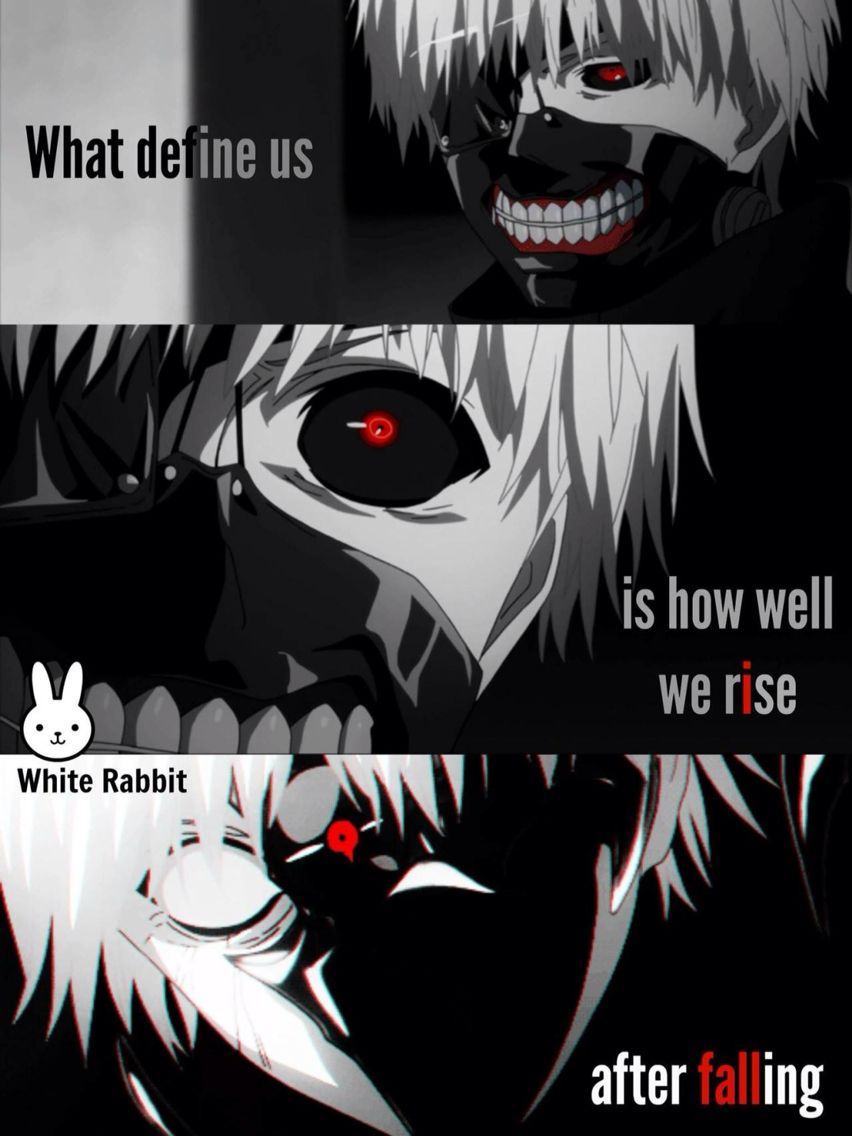 What define us
is how well
we rise
White Rabbit
after falling